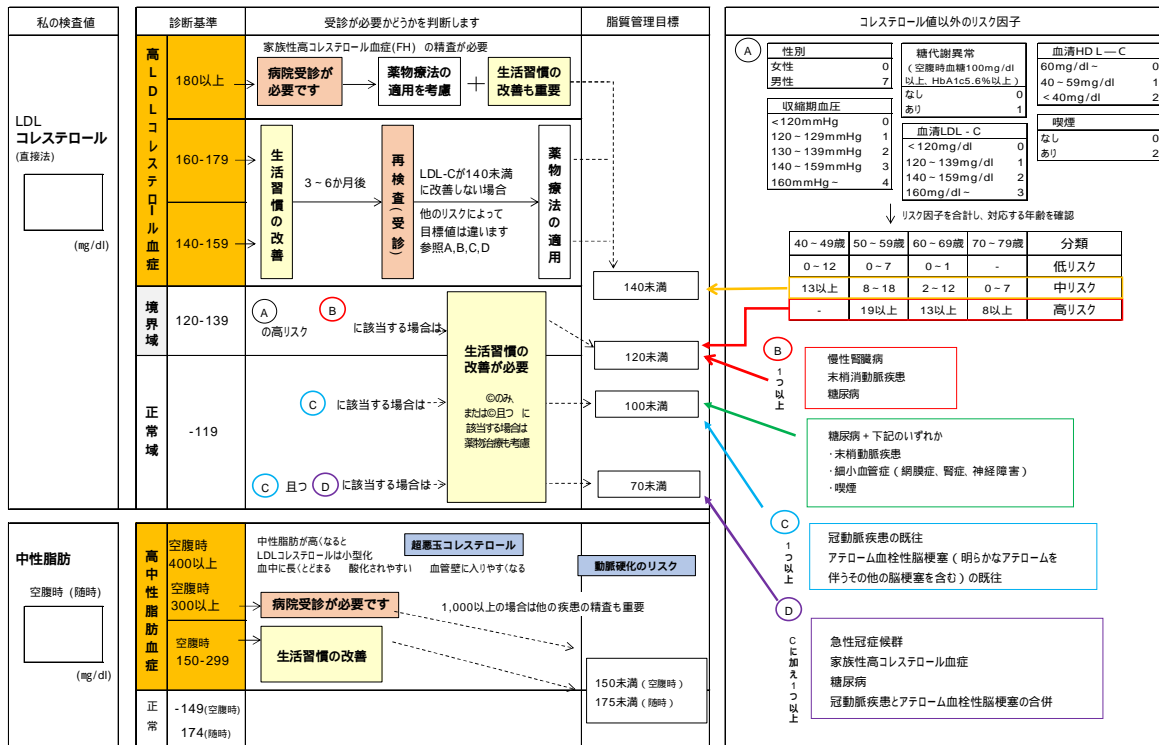 私の検査値
診断基準
受診が必要かどうかを判断します
脂質管理目標
コレステロール値以外のリスク因子
LDL
コレステロール
(直接法)
(㎎/dl)
高LDLコレステロール血症
180以上
160-179
140-159
家族性高コレステロール血症(FH) の精査が必要
病院受診が
必要です
薬物療法の
適用を考慮
生活習慣の
改善も重要
生活習慣の改善
3～6か月後
再検査(受診)
LDL-Cが140未満
に改善しない場合
他のリスクによって
目標値は違います
参照A,B,C,D
薬物療法の適用
140未満
境界域
120-139
A
の高リスク
B
に該当する場合は
生活習慣の
改善が必要
©のみ、
または©且つ に
該当する場合は
薬物治療も考慮
120未満
正常域
-119
C
に該当する場合は
100未満
C
且つ
D
に該当する場合は
70未満
A
性別
女性 0
男性 7
収縮期血圧
<120mmHg 0
120～129mmHg 1
130～139mmHg 2
140～159mmHg 3
160mmHg～ 4
糖代謝異常
(空腹時血糖100mg/dl
以上、HbA1c5.6%以上)
なし 0
あり 1
血清LDL-C
<120mg/dl 0
120～139mg/dl 1
140～159mg/dl 2
160mg/dl～ 3
血清HDL―C
60mg/dl～ 0
40～59mg/dl 1
<40mg/dl 2
喫煙
なし 0
あり 2
リスク因子を合計し、対応する年齢を確認
40～49歳 50～59歳 60～69歳 70～79歳 分類
0～12 0～7 0～1 - 低リスク
13以上 8～18 2～12 0～7 中リスク
- 19以上 13以上 8以上 高リスク
B
1つ以上
慢性腎臓病
末梢消動脈疾患
糖尿病
糖尿病+下記のいずれか
・末梢動脈疾患
・細小血管症(網膜症、腎症、神経障害)
・喫煙
C
1つ以上
冠動脈疾患の既往
アテローム血栓性脳梗塞(明らかなアテロームを
伴うその他の脳梗塞を含む)の既往
D
Cに加え1つ以上
急性冠症候群
家族性高コレステロール血症
糖尿病
冠動脈疾患とアテローム血栓性脳梗塞の合併
中性脂肪
空腹時 (随時)
(㎎/dl)
高中性脂肪血症
空腹時
400以上
空腹時
300以上
空腹時
150-299
中性脂肪が高くなると
LDLコレステロールは小型化
血中に長くとどまる 酸化されやすい 血管壁に入りやすくなる
超悪玉コレステロール
動脈硬化のリスク
病院受診が必要です
1,000以上の場合は他の疾患の精査も重要
生活習慣の改善
150未満(空腹時)
175未満(随時)
正常
-149(空腹時)
174(随時)